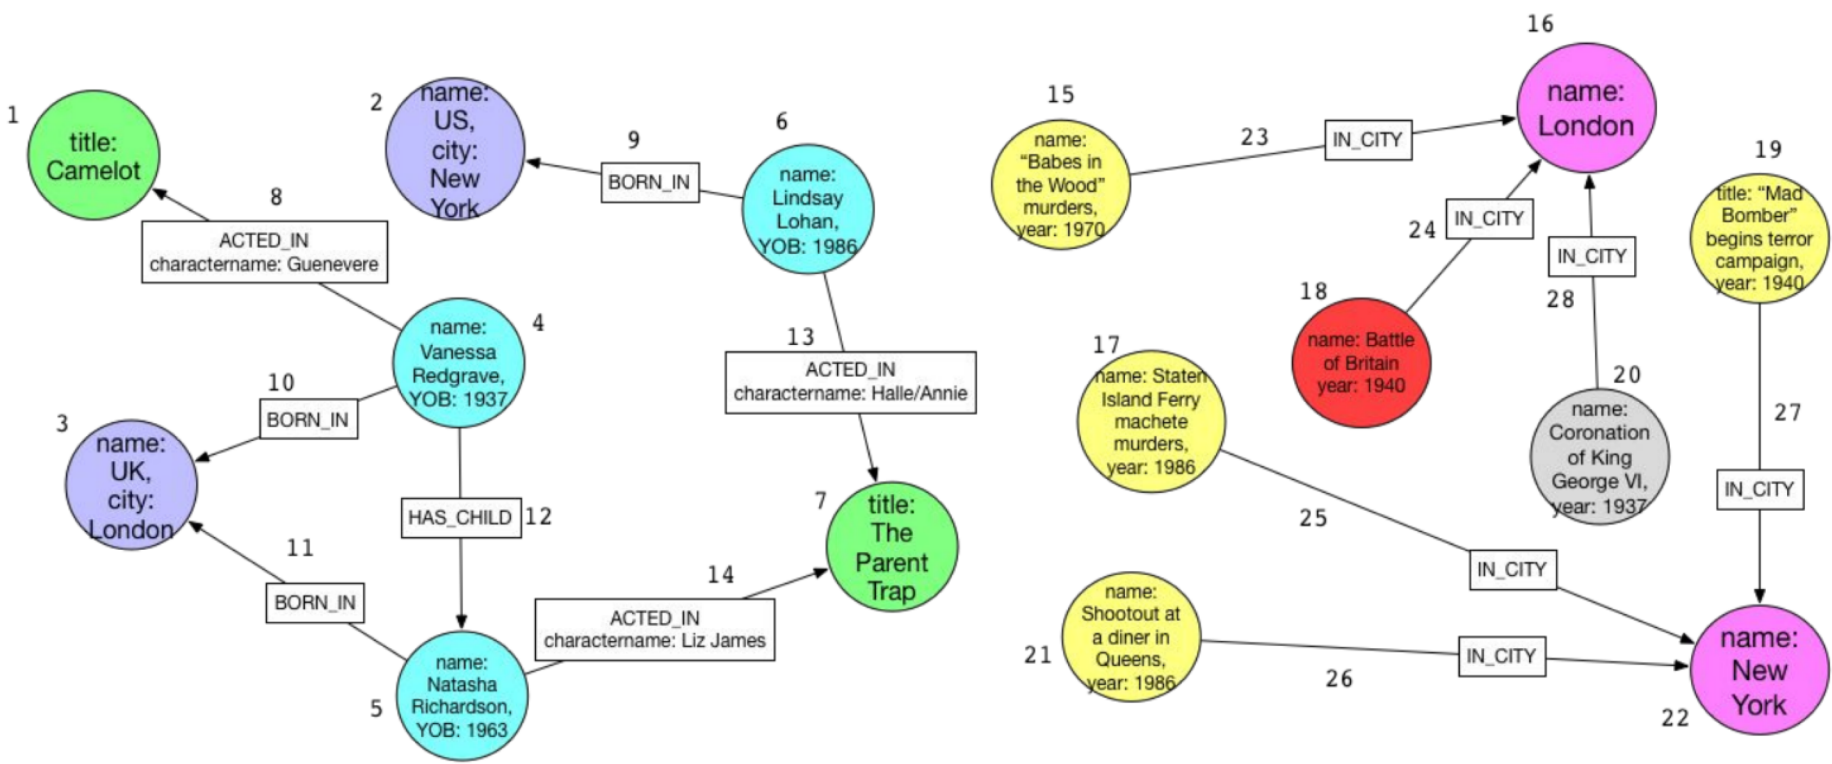 1
title:
Camelot
2
name:
US,
city:
New
York
8
ACTED_IN
charactername: Guenevere
9
BORN_IN
6
name:
Lindsay
Lohan,
YOB: 1986
4
name:
Vanessa
Redgrave,
YOB: 1937
10
BORN_IN
3
name:
UK,
city:
London
13
ACTED_IN
charactername: Halle/Annie
HAS_CHILD
12
11
BORN_IN
7
title:
The
Parent
Trap
14
ACTED_IN
charactername: Liz James
5
name:
Natasha
Richardson,
YOB: 1963
15
name:
“Babes in
the Wood”
murders,
year: 1970
23
IN_CITY
16
name:
London
24
IN_CITY
28
IN_CITY
19
title: “Mad
Bomber”
begins terror
campaign,
year: 1940
18
name: Battle
of Britain
year: 1940
17
name: Staten
Island Ferry
machete
murders,
year: 1986
20
name:
Coronation
of King
George VI,
year: 1937
27
IN_CITY
25
IN_CITY
21
name:
Shootout at
a diner in
Queens,
year: 1986
26
IN_CITY
22
name:
New
York